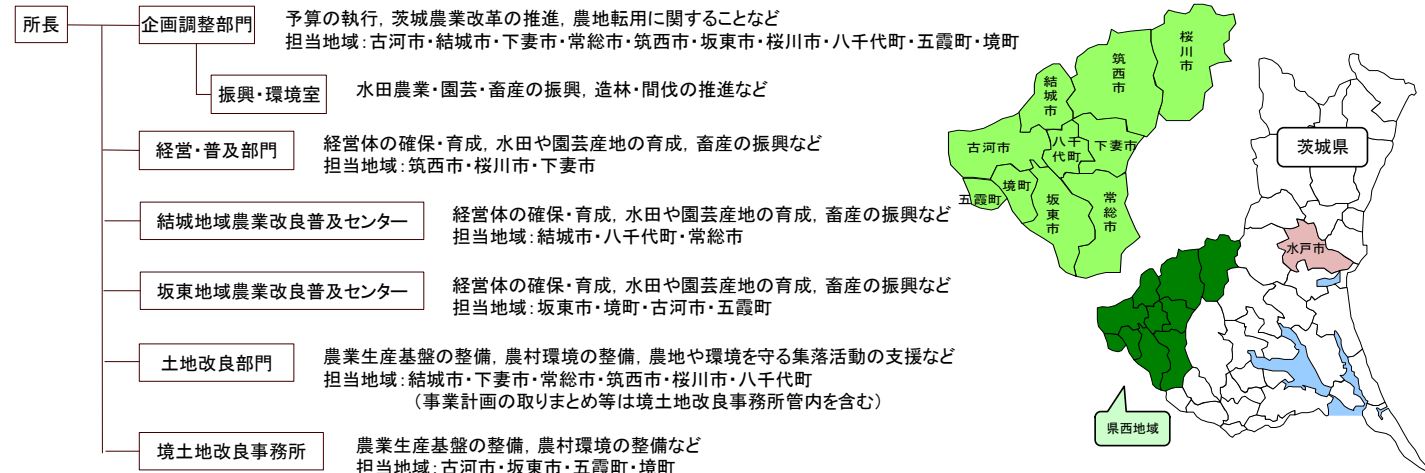 所長
企画調整部門
予算の執行，茨城農業改革の推進，農地転用に関することなど
担当地域：古河市・結城市・下妻市・常総市・筑西市・坂東市・桜川市・八千代町・五霞町・境町
振興・環境室
水田農業・園芸・畜産の振興，造林・間伐の推進など
経営・普及部門
経営体の確保・育成，水田や園芸産地の育成，畜産の振興など
担当地域：筑西市・桜川市・下妻市
結城地域農業改良普及センター
経営体の確保・育成，水田や園芸産地の育成，畜産の振興など
担当地域：結城市・八千代町・常総市
坂東地域農業改良普及センター
経営体の確保・育成，水田や園芸産地の育成，畜産の振興など
担当地域：坂東市・境町・古河市・五霞町
土地改良部門
農業生産基盤の整備，農村環境の整備，農地や環境を守る集落活動の支援など
担当地域：結城市・下妻市・常総市・筑西市・桜川市・八千代町
（事業計画の取りまとめ等は境土地改良事務所管内を含む）
境土地改良事務所
農業生産基盤の整備，農村環境の整備など
担当地域：古河市・坂東市・五霞町・境町
桜川市
筑西市
結城市
古河市
八千
代町
下妻市
境町
五霞町
坂東市
常総市
茨城県
水戸市
県西地域